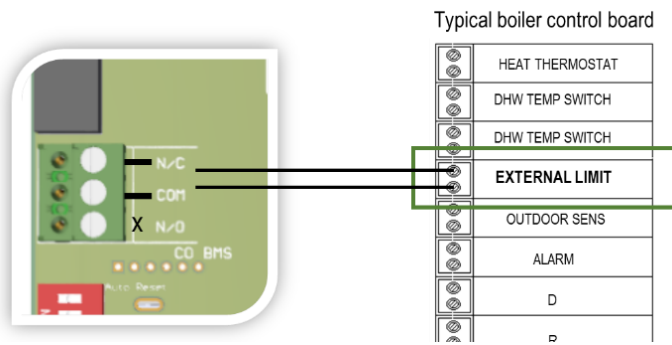 Typical boiler control board
HEAT THERMOSTAT
DHW TEMP SWITCH
DHW TEMP SWITCH
EXTERNAL LIMIT
OUTDOOR SENS
ALARM
D
R
N/C
COM
X N/O
CO BMS
Auto Reset